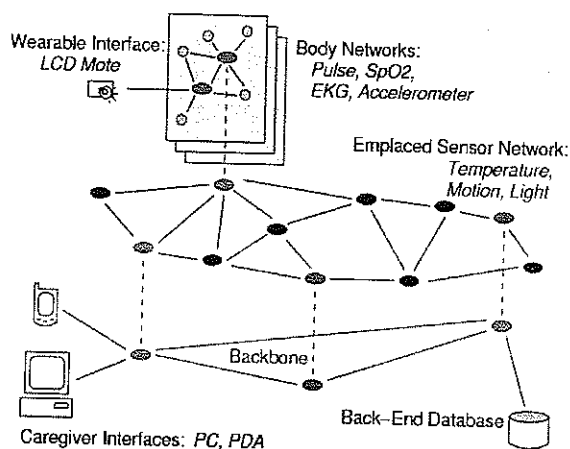 Wearable Interface:
LCD Mote
Body Networks:
Pulse, SpO2,
EKG, Accelerometer
Emplaced Sensor Network:
Temperature,
Motion, Light
Backbone
Back-End Database
Caregiver Interfaces: PC, PDA